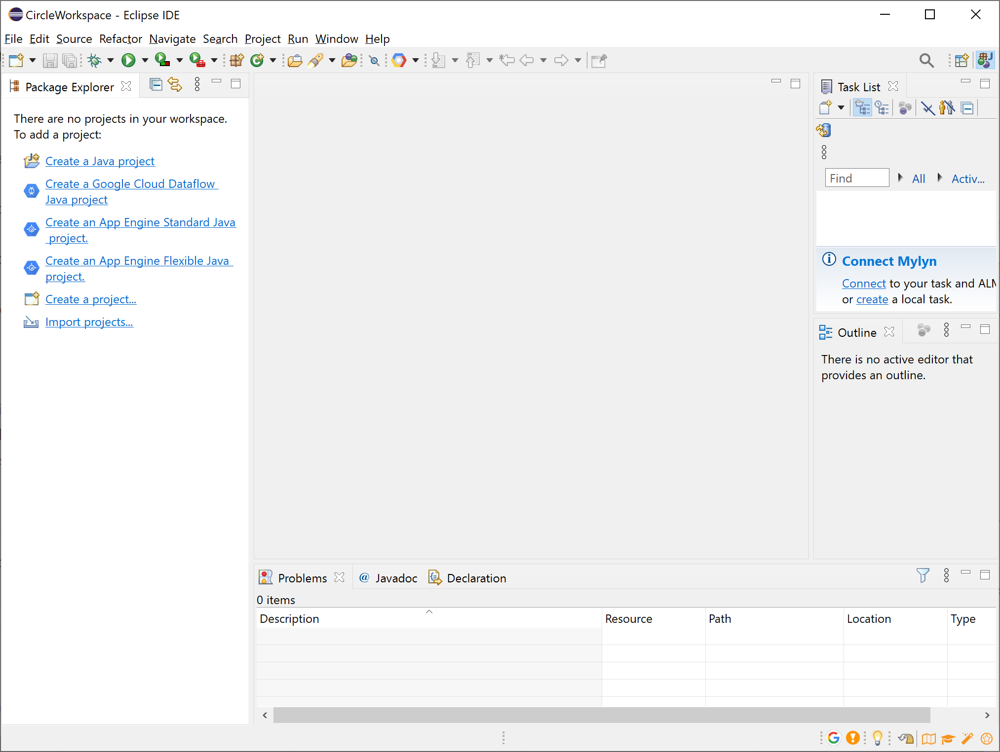 CircleWorkspace - Eclipse IDE
File Edit Source Refactor Navigate Search Project Run Window Help
Package Explorer
There are no projects in your workspace.
To add a project:
Create a Java project
Create a Google Cloud Dataflow
Java project
Create an App Engine Standard Java
project.
Create an App Engine Flexible Java
project.
Create a project...
Import projects...
Task List
Find All Activ...
Connect Mylyn
Connect to your task and ALM
or create a local task.
Outline
There is no active editor that
provides an outline.
Problems @ Javadoc Declaration
0 items
Description Resource Path Location Type